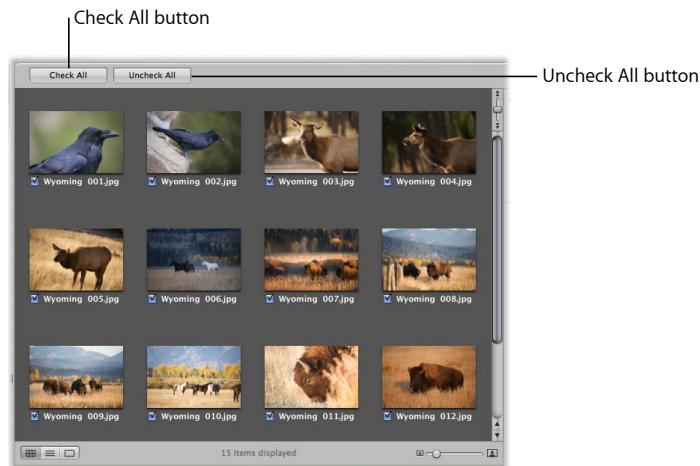 Check All button
Check All
Uncheck All
Uncheck All button
Wyoming 001.jpg
Wyoming 002.jpg
Wyoming 003.jpg
Wyoming 004.jpg
Wyoming 005.jpg
Wyoming 006.jpg
Wyoming 007.jpg
Wyoming 008.jpg
Wyoming 009.jpg
Wyoming 010.jpg
Wyoming 011.jpg
Wyoming 012.jpg
15 items displayed